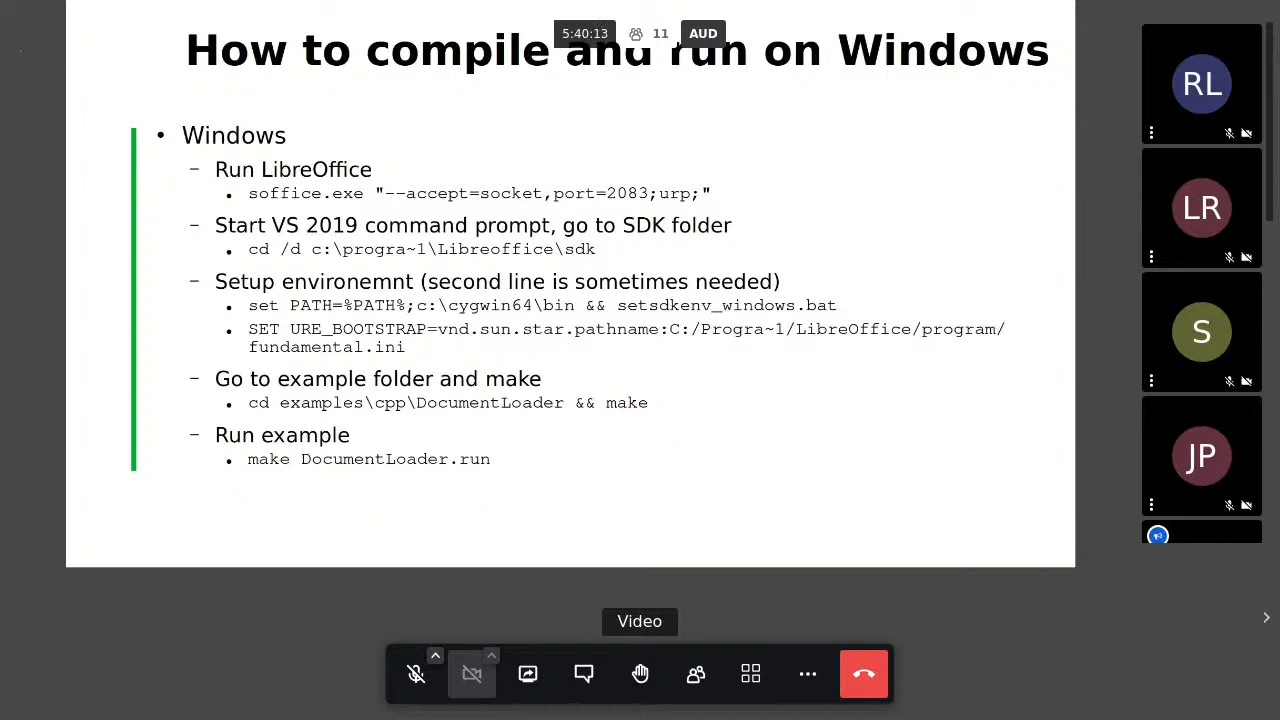 5:40:13
11
AUD
How to compile and run on Windows
• Windows
– Run LibreOffice
• soffice.exe "--accept=socket,port=2083;urp;"
– Start VS 2019 command prompt, go to SDK folder
• cd /d c:\progra~1\Libreoffice\sdk
– Setup environemnt (second line is sometimes needed)
• set PATH=%PATH%;c:\cygwin64\bin && setsdkenv_windows.bat
• SET URE_BOOTSTRAP=vnd.sun.star.pathname:C:/Progra~1/LibreOffice/program/
fundamental.ini
– Go to example folder and make
• cd examples\cpp\DocumentLoader && make
– Run example
• make DocumentLoader.run
RL
LR
S
JP
Video